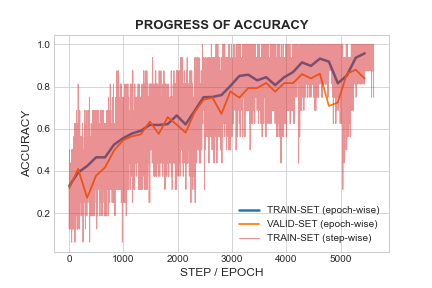 PROGRESS OF ACCURACY
1.0
0.8
0.6
0.4
0.2
ACCURACY
TRAIN-SET (epoch-wise)
VALID-SET (epoch-wise)
TRAIN-SET (step-wise)
0 1000 2000 3000 4000 5000
STEP / EPOCH